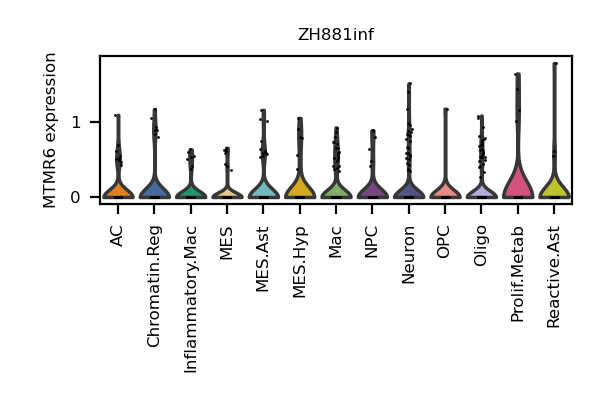 ZH881inf
MTMR6 expression
1
0
AC
Chromatin.Reg
Inflammatory.Mac
MES
MES.Ast
MES.Hyp
Mac
NPC
Neuron
OPC
Oligo
Prolif.Metab
Reactive.Ast